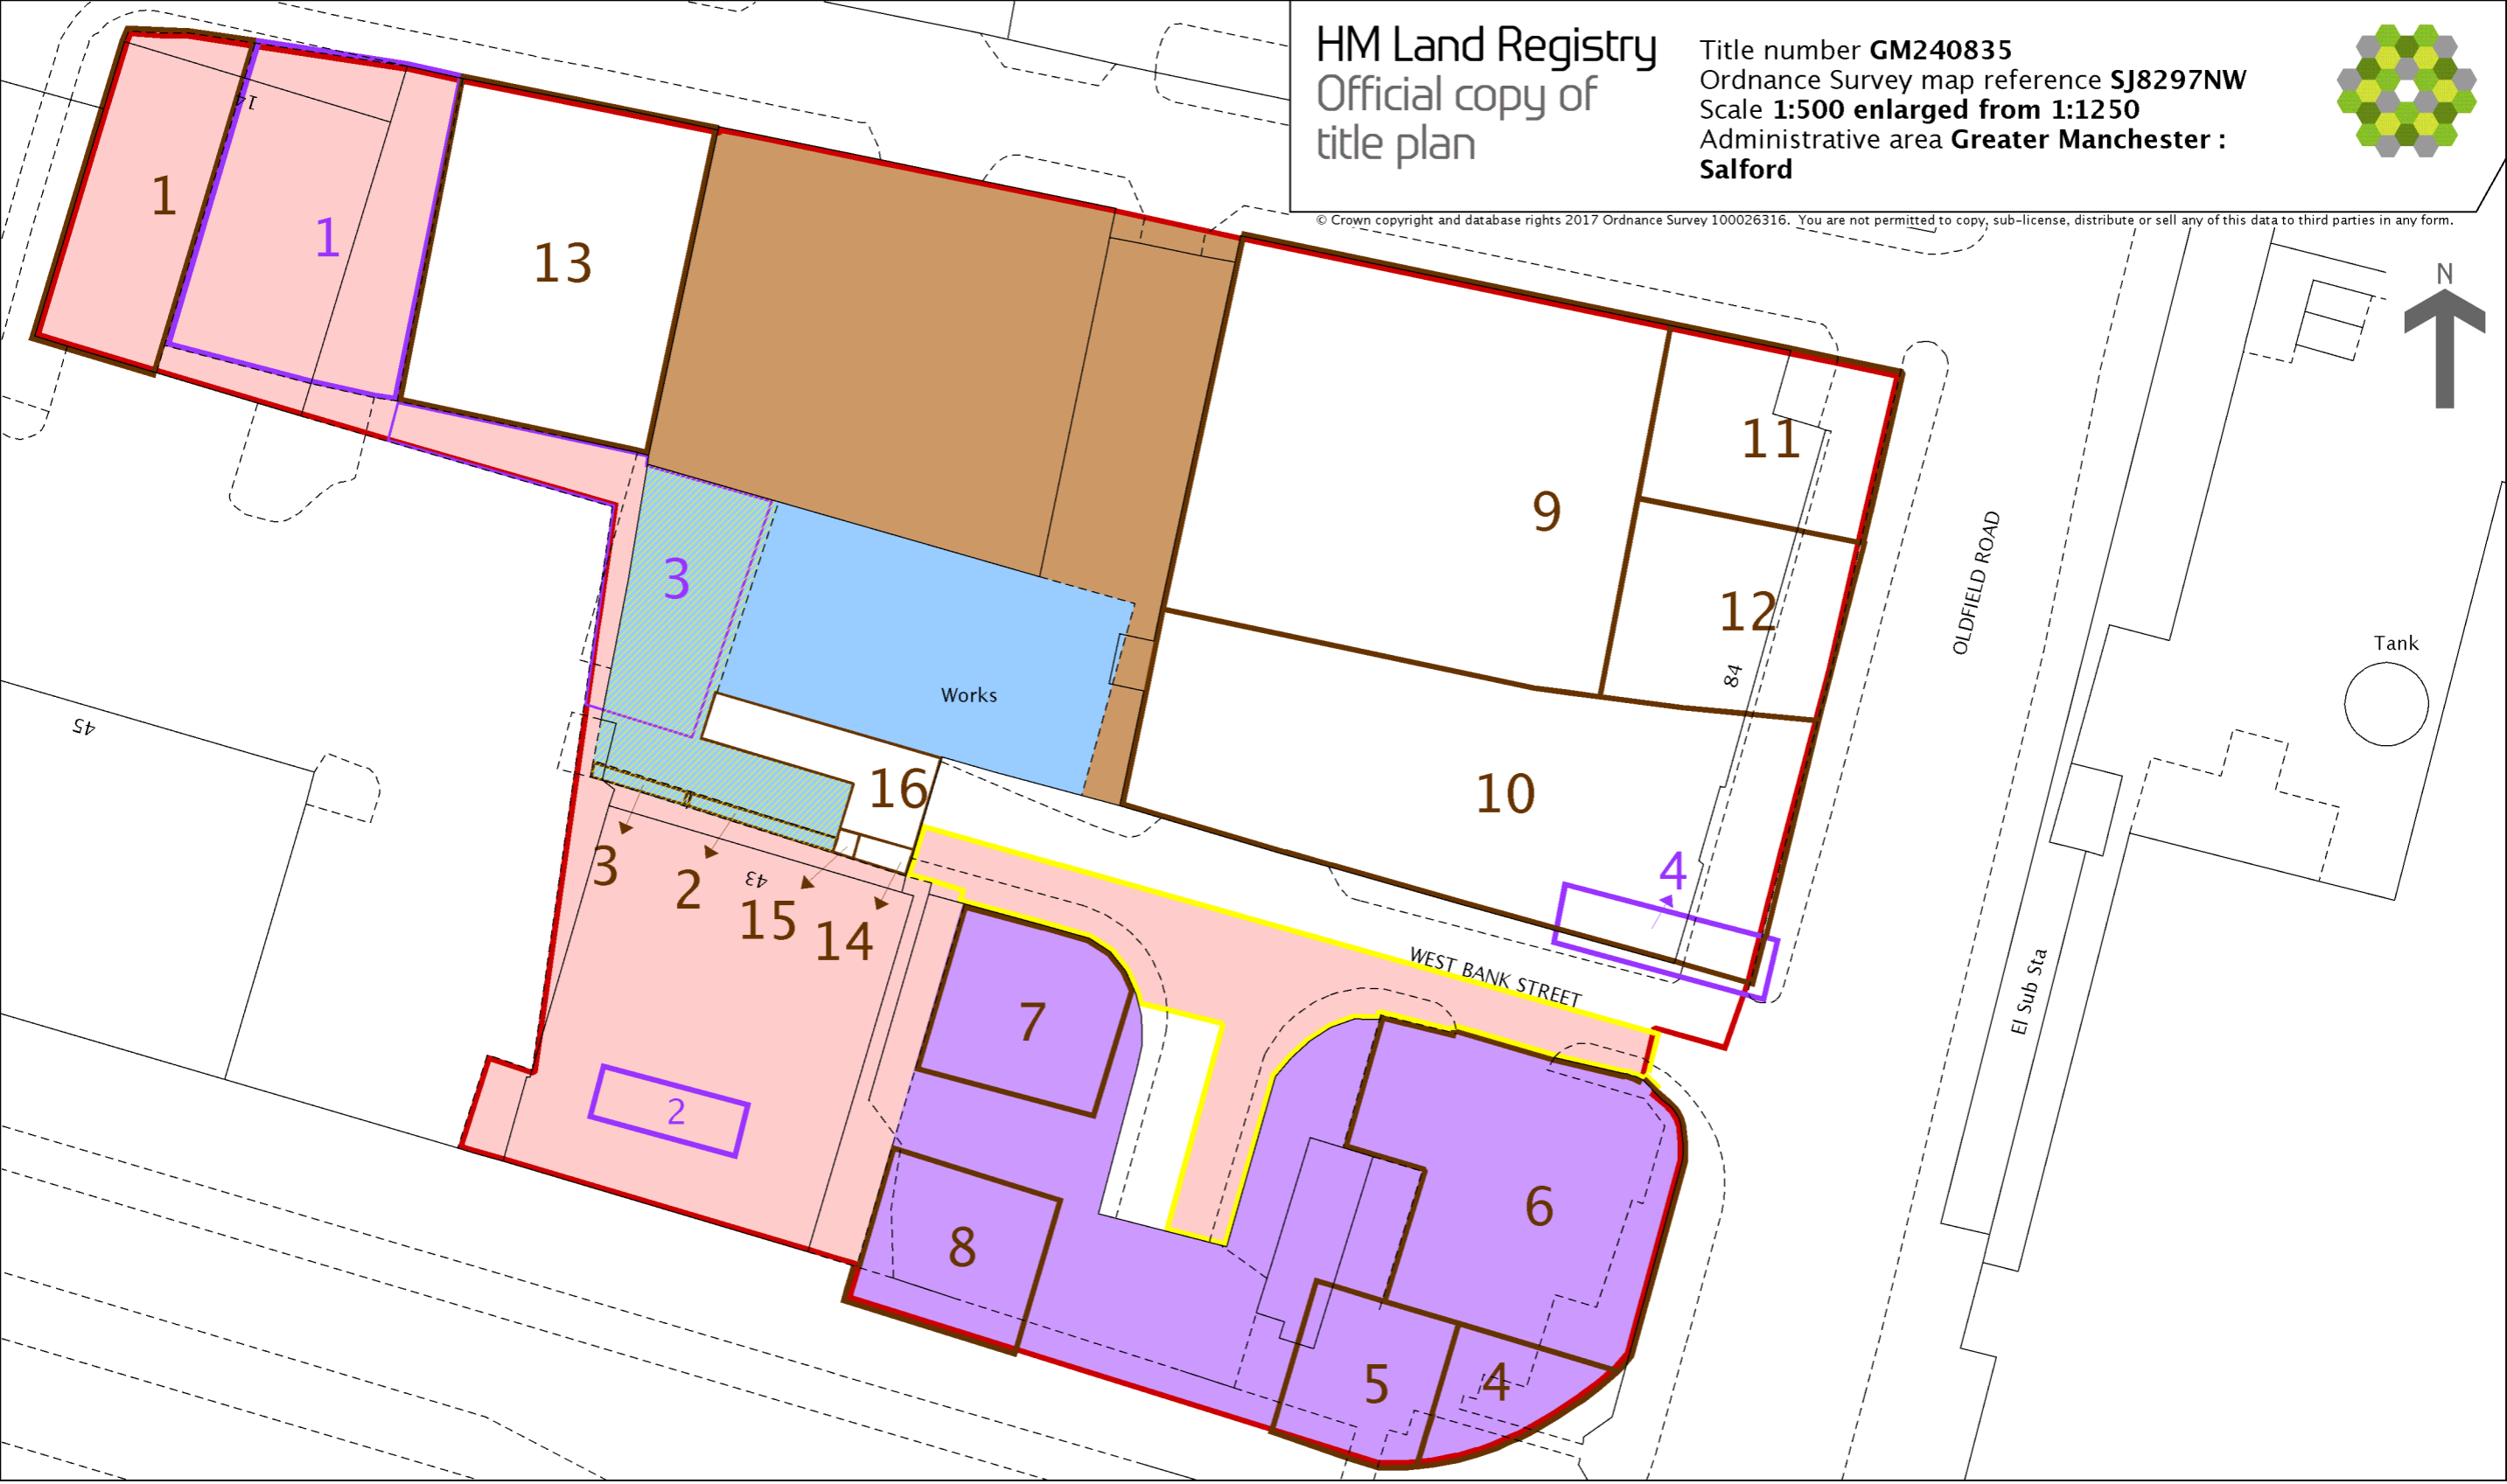 HM Land Registry
Official copy of
title plan
Title number GM240835
Ordnance Survey map reference SJ8297NW
Scale 1:500 enlarged from 1:1250
Administrative area Greater Manchester :
Salford
© Crown copyright and database rights 2017 Ordnance Survey 100026316. You are not permitted to copy, sub-license, distribute or sell any of this data to third parties in any form.
N
14
1
1
13
11
9
OLDFIELD ROAD
3
12
Tank
84
Works
45
16
10
3
2
43
15
14
4
WEST BANK STREET
El Sub Sta
7
2
6
8
5
4